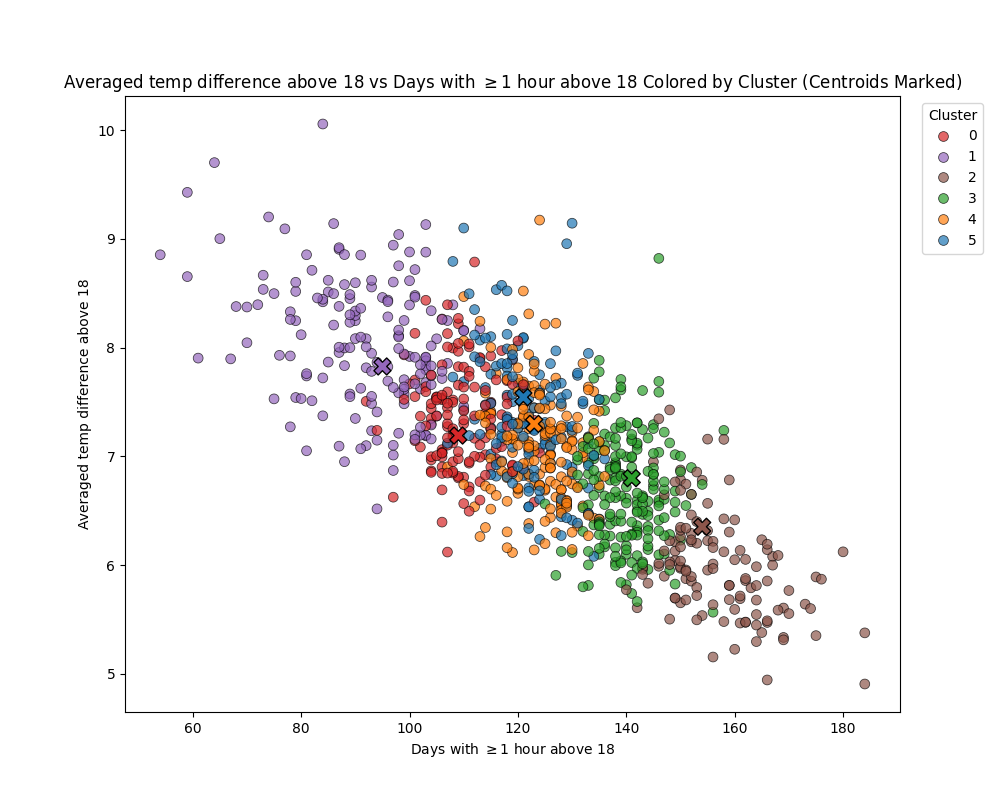 Averaged temp difference above 18 vs Days with ≥1 hour above 18 Colored by Cluster (Centroids Marked)
Cluster
0
1
2
3
4
5
Averaged temp difference above 18
10
9
8
7
6
5
60 80 100 120 140 160 180
Days with ≥1 hour above 18